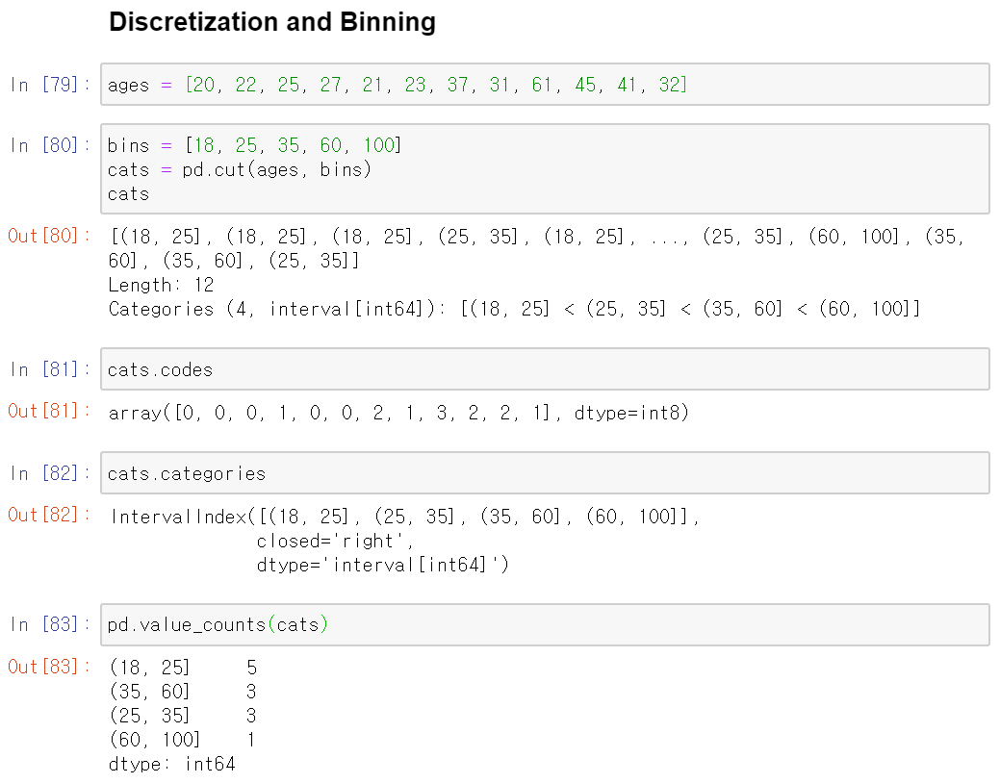 Discretization and Binning
In [79]: ages = [20, 22, 25, 27, 21, 23, 37, 31, 61, 45, 41, 32]
In [80]: bins = [18, 25, 35, 60, 100]
cats = pd.cut(ages, bins)
cats
Out[80]: [(18, 25], (18, 25], (18, 25], (25, 35], (18, 25], ..., (25, 35], (60, 100], (35,
60], (35, 60], (25, 35]]
Length: 12
Categories (4, interval[int64]): [(18, 25] < (25, 35] < (35, 60] < (60, 100]]
In [81]: cats.codes
Out[81]: array([0, 0, 0, 1, 0, 0, 2, 1, 3, 2, 2, 1], dtype=int8)
In [82]: cats.categories
Out[82]: IntervalIndex([(18, 25], (25, 35], (35, 60], (60, 100]],
closed='right',
dtype='interval[int64]')
In [83]: pd.value_counts(cats)
Out[83]: (18, 25] 5
(35, 60] 3
(25, 35] 3
(60, 100] 1
dtype: int64